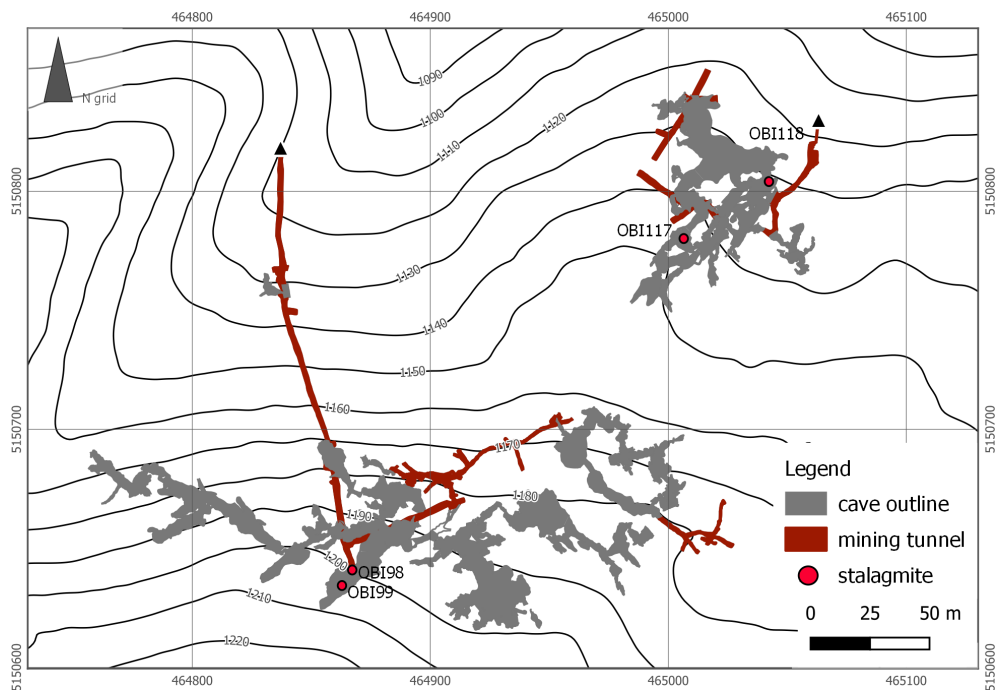 464800 464900 465000 465100
N grid
1090
1100
1120
1110
OBI118
5150800 5150800
OBI117
1130
1140
1150
1160
5150700 5150700
1170
Legend
1180
cave outline
1190
mining tunnel
1200
OBI98
stalagmite
OBI99
1210
0 25 50 m
1220
5150600 5150600
464800 464900 465000 465100